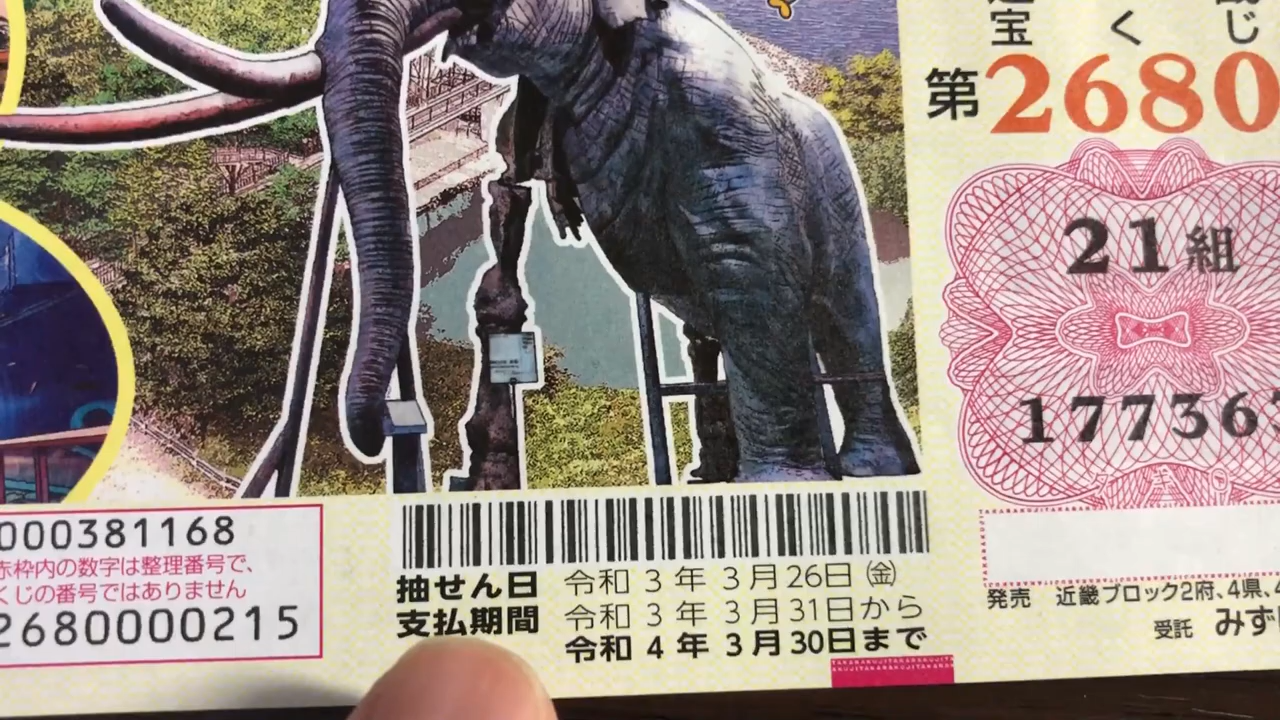 宝くじ
第2680
21組
17736
000381168
赤枠内の数字は整理番号で、
くじの番号ではありません
2680000215
抽せん日 令和3年3月26日(金)
支払期間 令和3年3月31日から
令和4年3月30日まで
発売 近畿ブロック2府、4県、
受託 みず